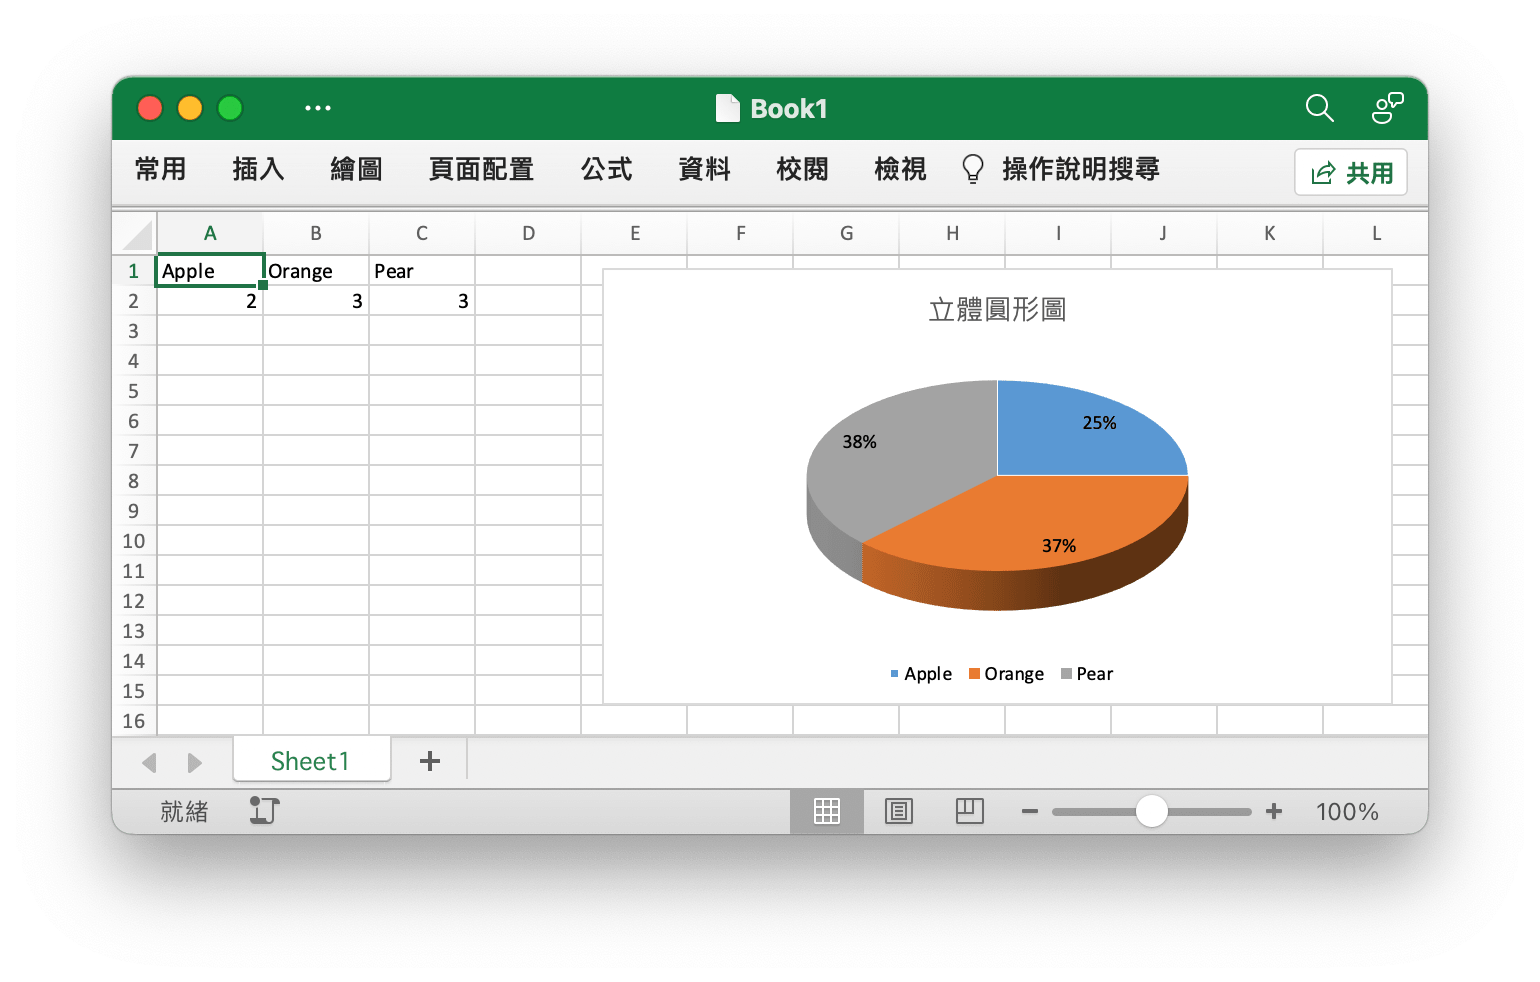 Book1
常用 插入 繪圖 頁面配置 公式 資料 校閱 檢視 操作說明搜尋 共用
A B C D E F G H I J K L
1 Apple Orange Pear
2 2 3 3
3
4
5
6
7
8
9
10
11
12
13
14
15
16
立體圓形圖
25%
38%
37%
Apple Orange Pear
Sheet1
就緒 100%